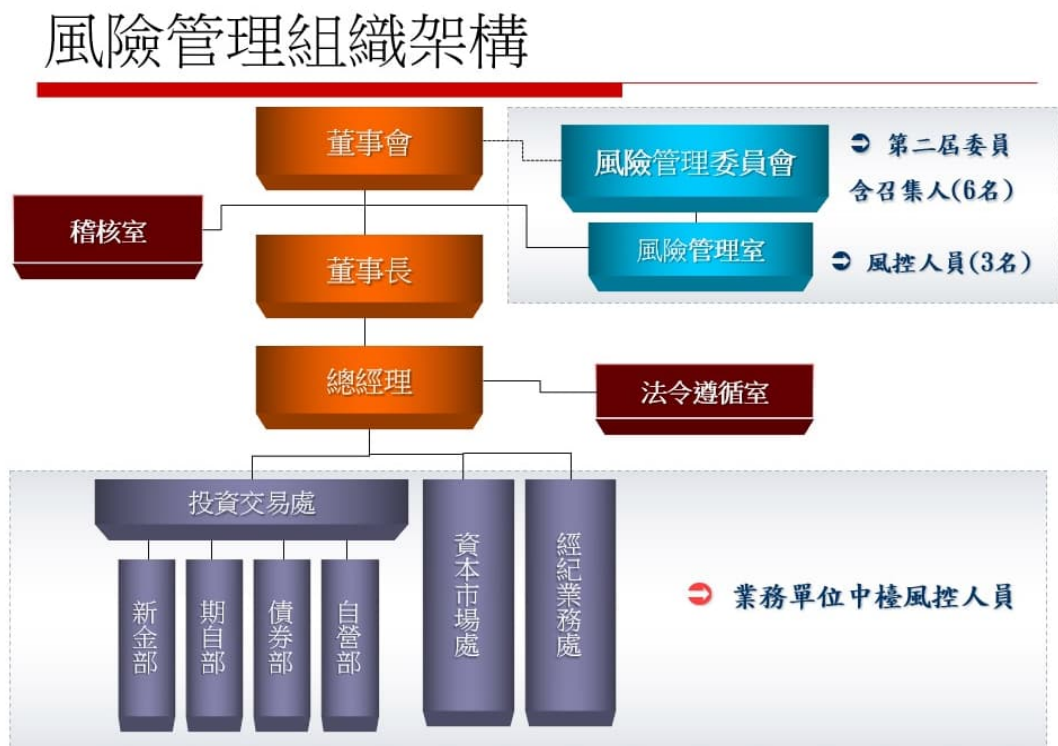 風險管理組織架構
董事會
風險管理委員會
➲ 第二屆委員
含召集人(6名)
稽核室
風險管理室
➲ 風控人員(3名)
董事長
總經理
法令遵循室
投資交易處
新金部
期自部
債券部
自營部
資本市場處
經紀業務處
➲ 業務單位中檯風控人員